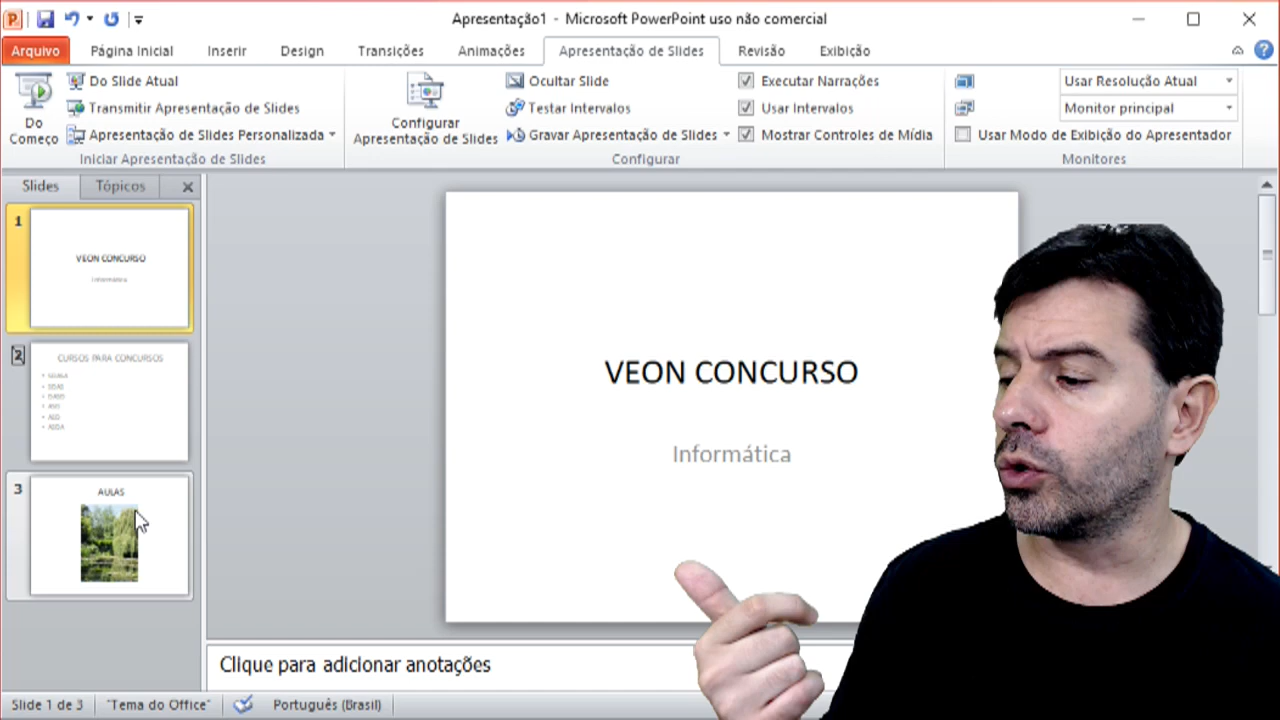 Apresentação1 - Microsoft PowerPoint uso não comercial
Arquivo Página Inicial Inserir Design Transições Animações Apresentação de Slides Revisão Exibição
Do Começo
Do Slide Atual
Transmitir Apresentação de Slides
Apresentação de Slides Personalizada
Iniciar Apresentação de Slides
Configurar
Apresentação de Slides
Ocultar Slide
Testar Intervalos
Gravar Apresentação de Slides
Executar Narrações
Usar Intervalos
Mostrar Controles de Mídia
Configurar
Usar Resolução Atual
Monitor principal
Usar Modo de Exibição do Apresentador
Monitores
Slides Tópicos
1
VEON CONCURSO
Informática
2
CURSOS PARA CONCURSOS
3
AULAS
VEON CONCURSO
Informática
Clique para adicionar anotações
Slide 1 de 3 "Tema do Office" Português (Brasil)